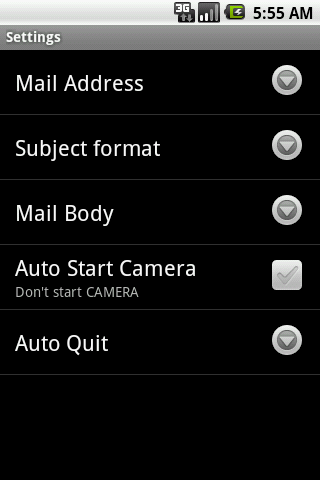 3G 5:55 AM
Settings
Mail Address
Subject format
Mail Body
Auto Start Camera
Don't start CAMERA
Auto Quit